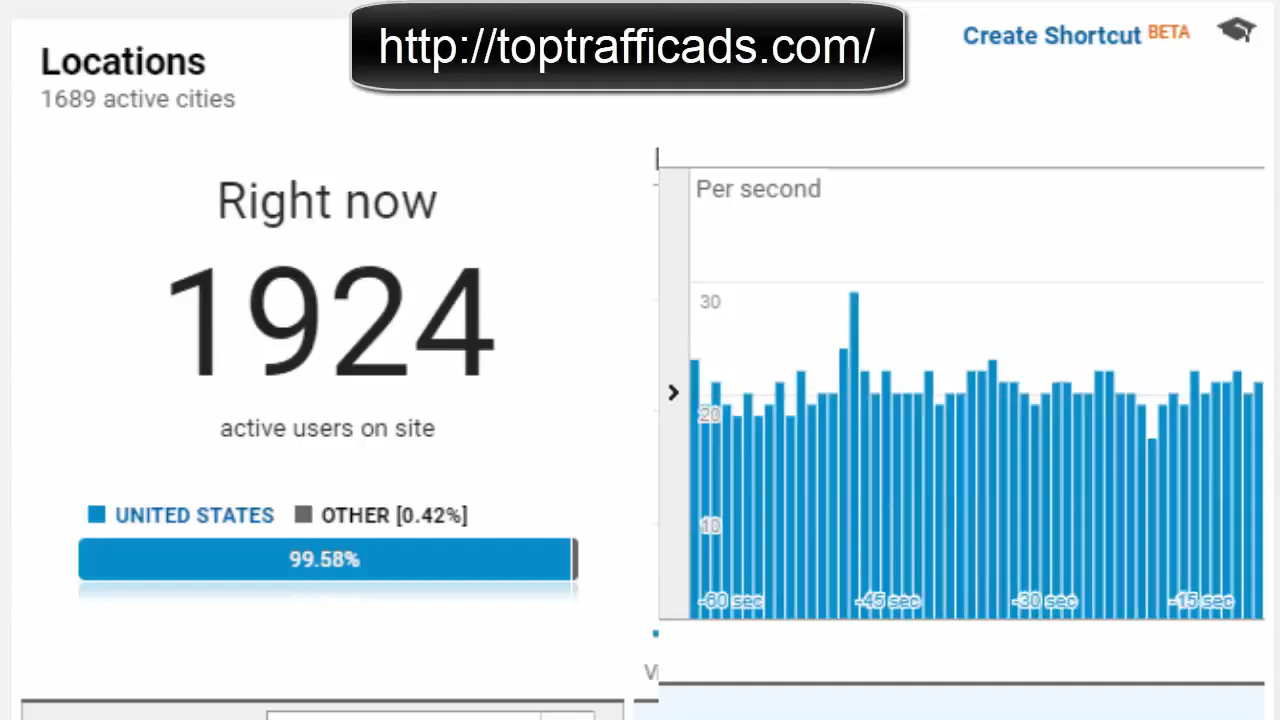 http://toptrafficads.com/
Create Shortcut BETA
Locations
1689 active cities
Right now
1924
active users on site
UNITED STATES OTHER [0.42%]
99.58%
Per second
30
20
10
-60 sec -45 sec -30 sec -15 sec